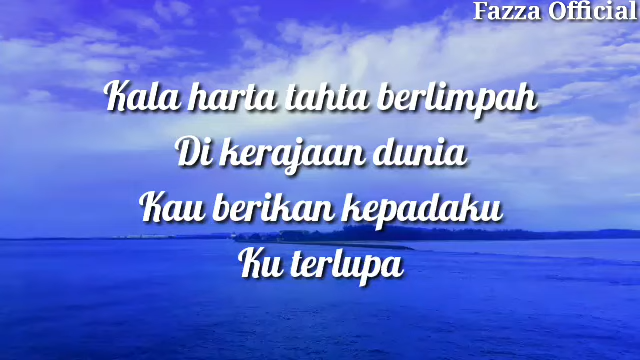 Fazza Official
Kala harta tahta berlimpah
Di kerajaan dunia
Kau berikan kepadaku
Ku terlupa